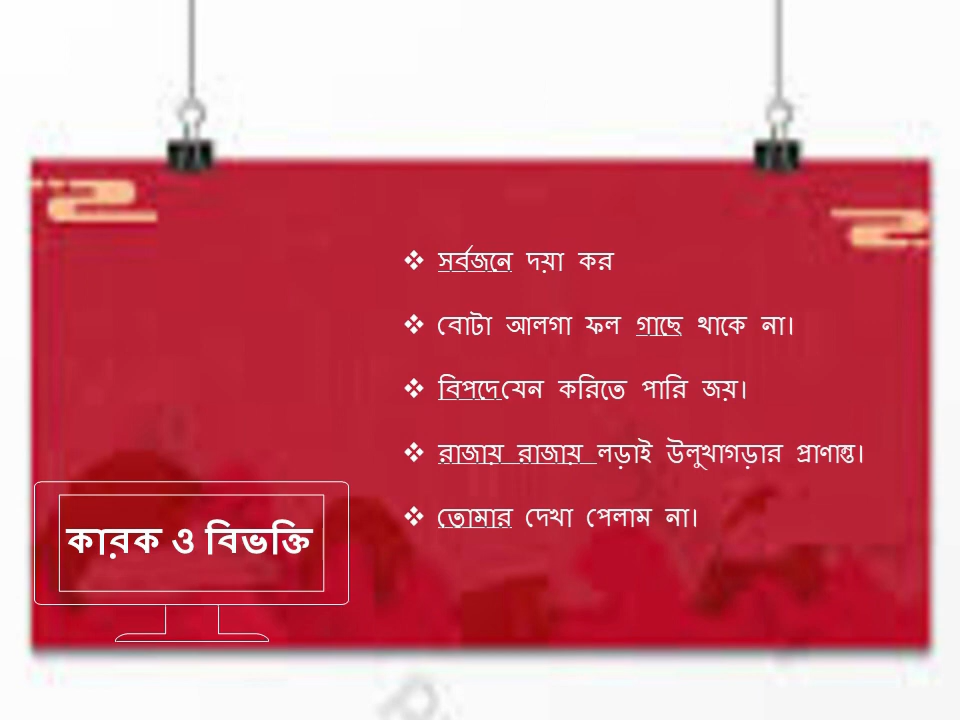 ❖ সর্বজনে দয়া কর
❖ বোটা আলগা ফল গাছে থাকে না।
❖ বিপদে যেন করিতে পারি জয়।
❖ রাজায় রাজায় লড়াই উলুখাগড়ার প্রাণান্ত।
❖ তোমার দেখা পেলাম না।
কারক ও বিভক্তি